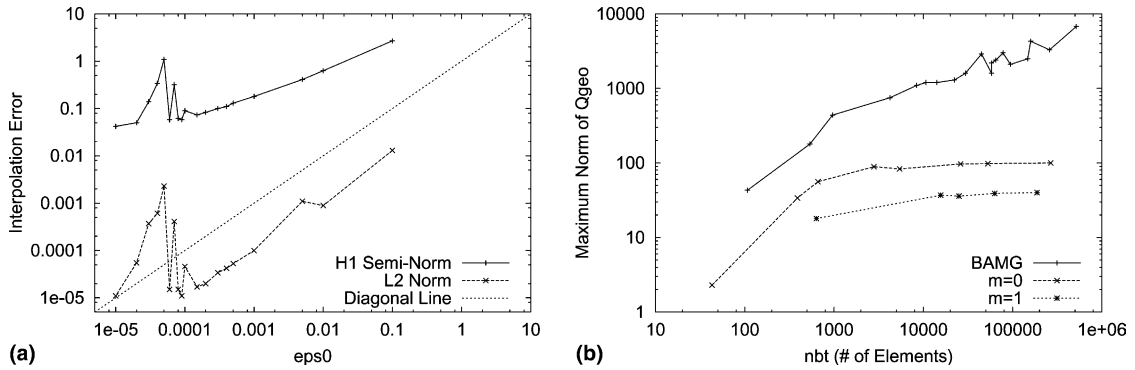 10
1
0.1
0.01
0.001
0.0001
1e-05
Interpolation Error
H1 Semi-Norm
L2 Norm
Diagonal Line
1e-05 0.0001 0.001 0.01 0.1 1 10
eps0
(a)
10000
1000
100
10
1
Maximum Norm of Qgeo
BAMG
m=0
m=1
10 100 1000 10000 100000 1e+06
nbt (# of Elements)
(b)